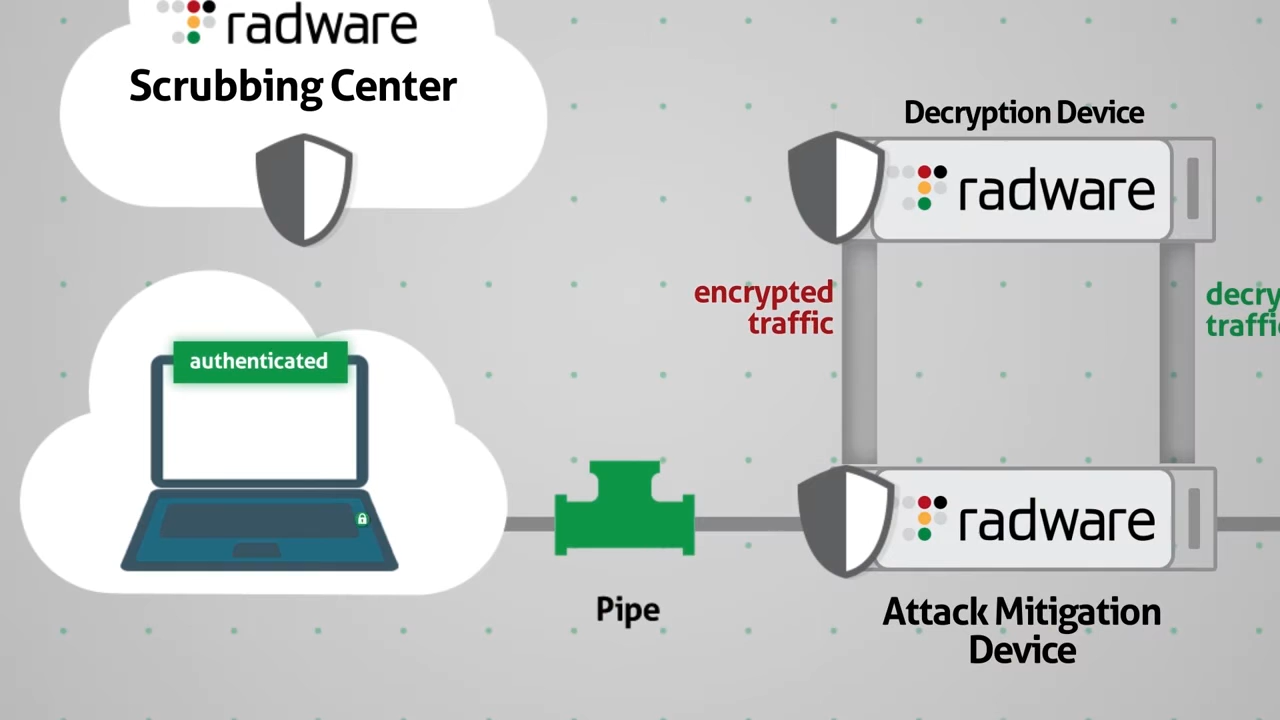 radware
Scrubbing Center
Decryption Device
radware
encrypted
traffic
authenticated
radware
Pipe
Attack Mitigation
Device